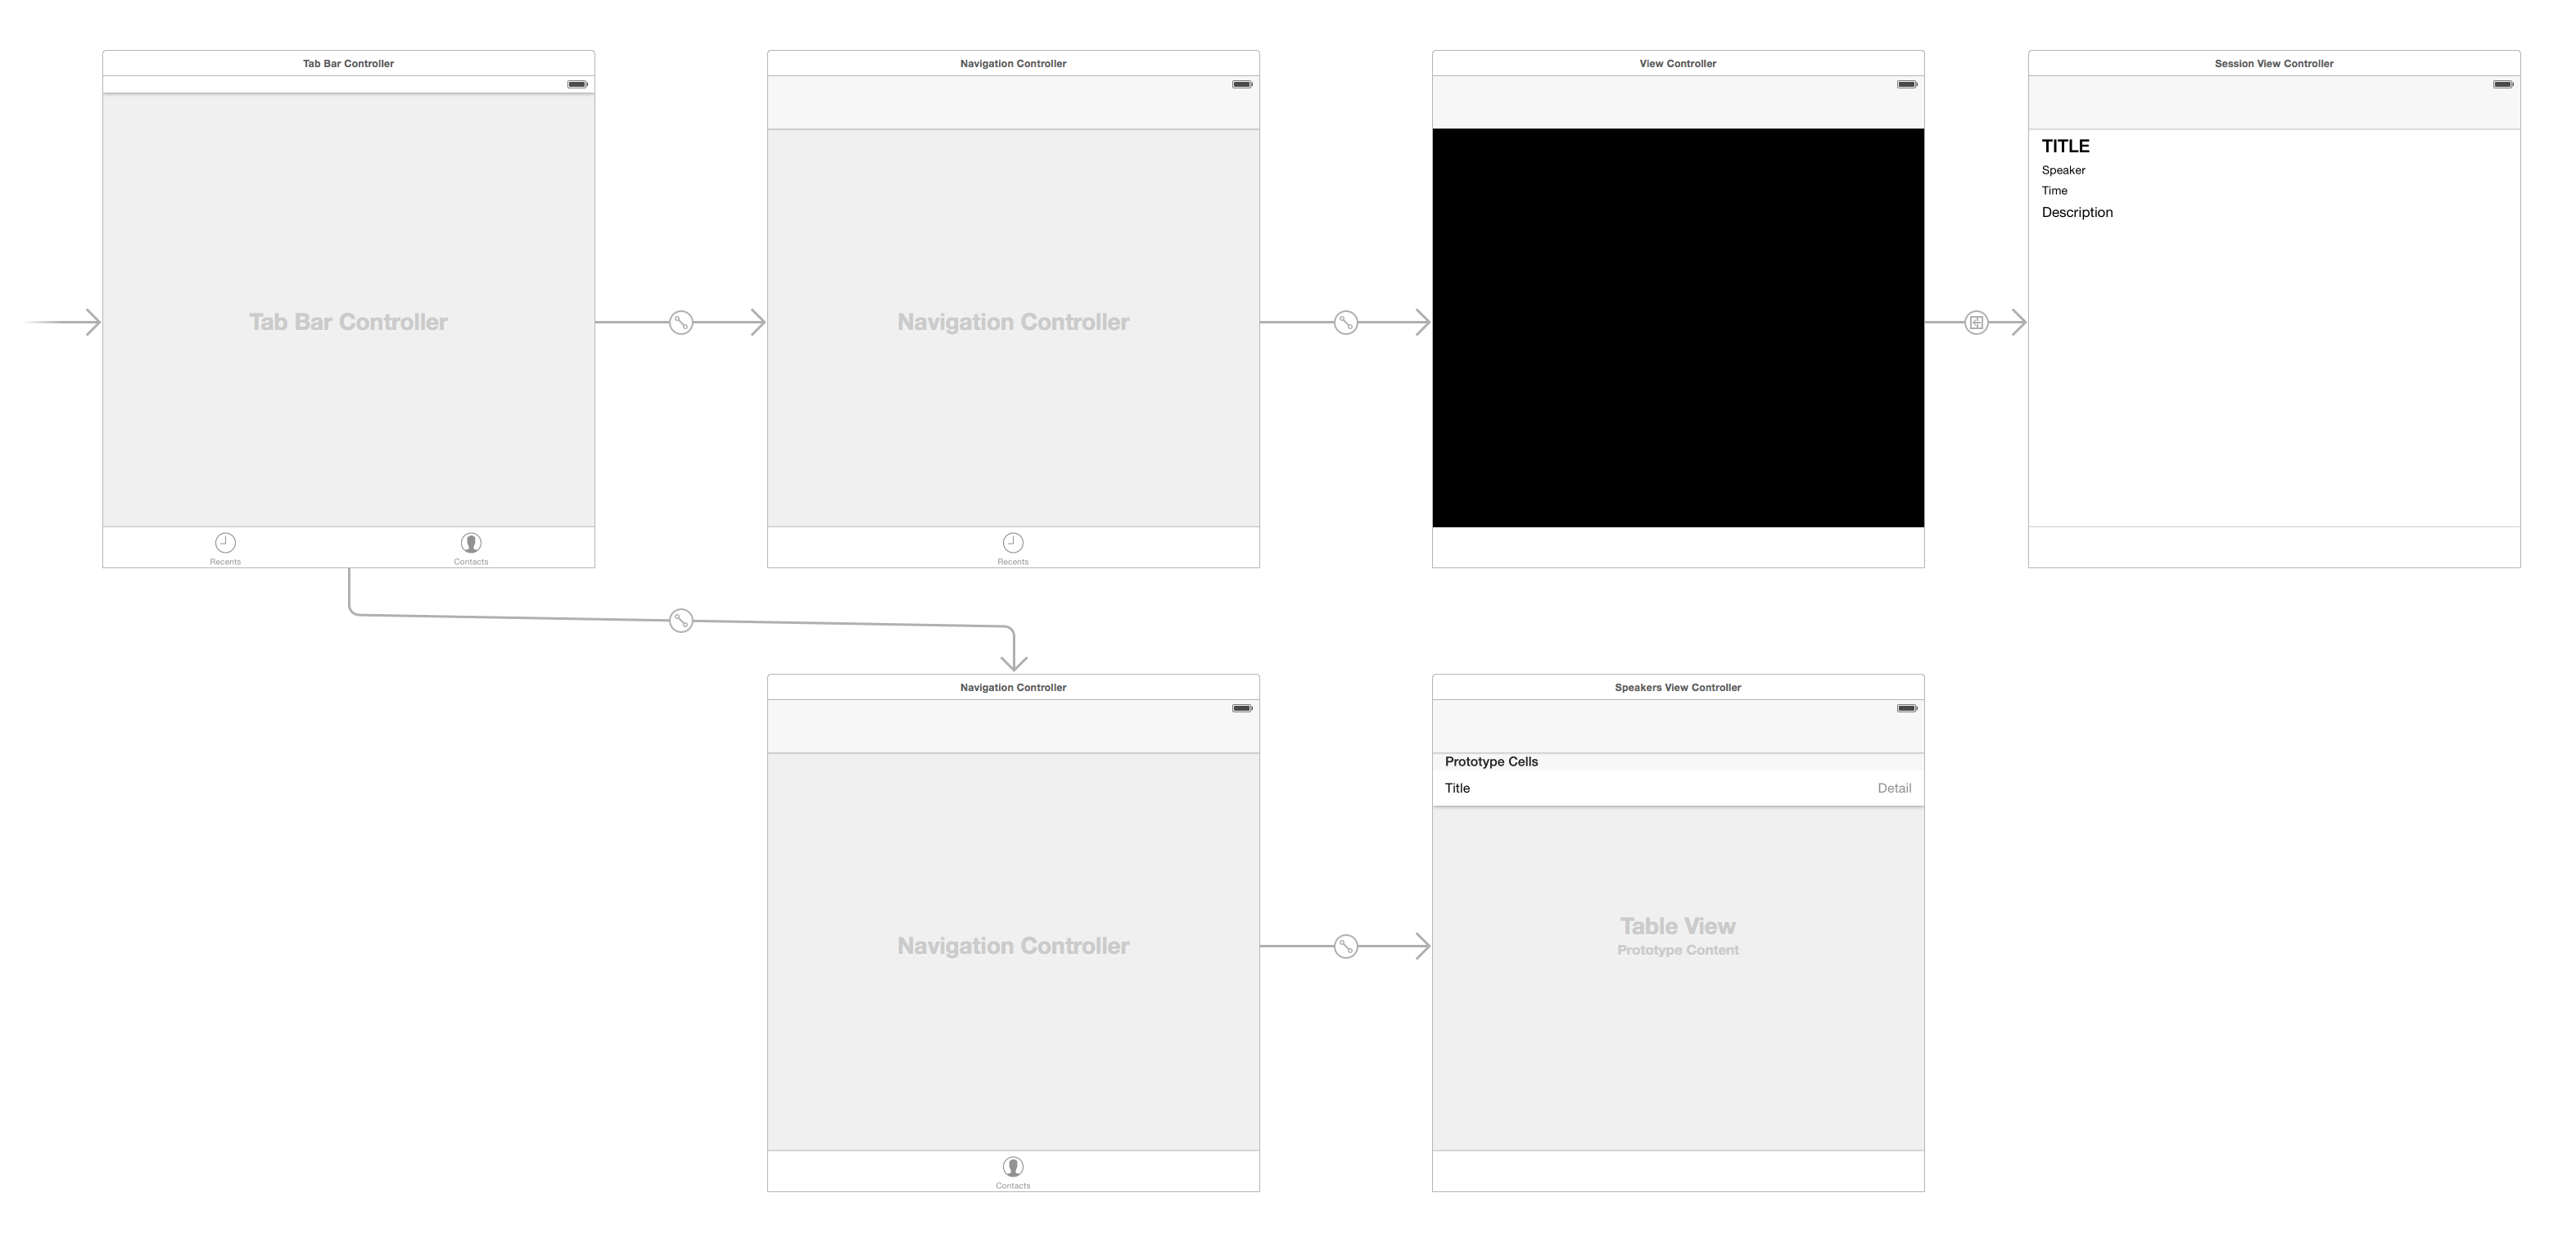 Tab Bar Controller
Tab Bar Controller
Recents
Contacts
Navigation Controller
Navigation Controller
Recents
View Controller
Session View Controller
TITLE
Speaker
Time
Description
Navigation Controller
Navigation Controller
Contacts
Speakers View Controller
Prototype Cells
Title Detail
Table View
Prototype Content